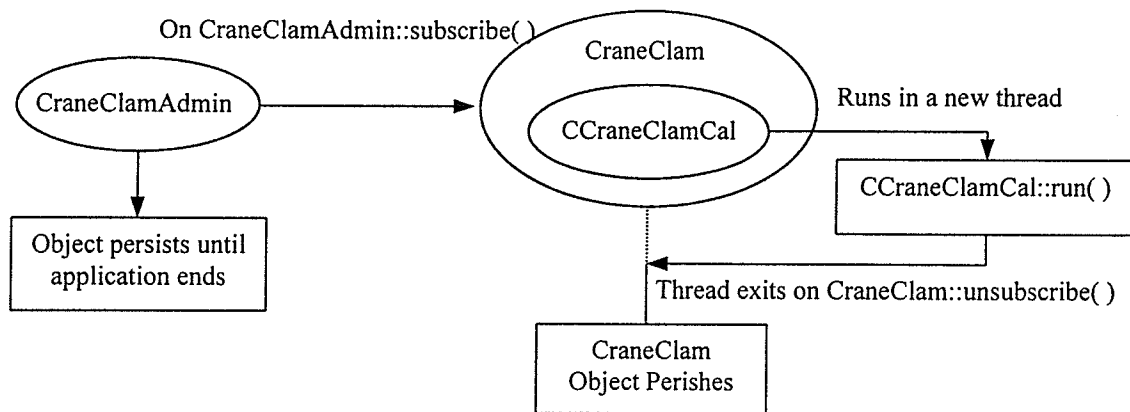 On CraneClamAdmin::subscribe( )
CraneClam
CraneClamAdmin
CCraneClamCal
Runs in a new thread
CCraneClamCal::run( )
Object persists until
application ends
Thread exits on CraneClam::unsubscribe( )
CraneClam
Object Perishes